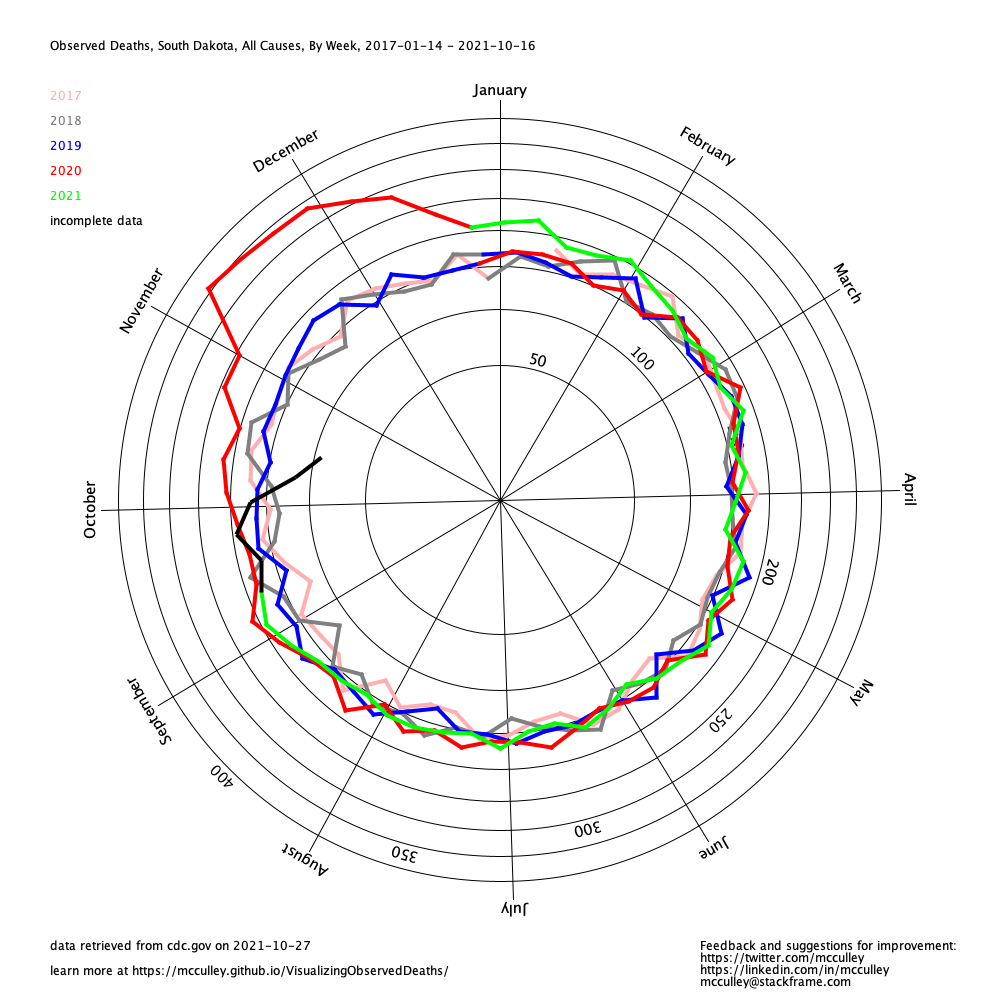 Observed Deaths, South Dakota, All Causes, By Week, 2017-01-14 - 2021-10-16
2017
2018
2019
2020
2021
incomplete data
January
February
March
April
May
June
July
August
September
October
November
December
50
100
200
250
300
350
400
data retrieved from cdc.gov on 2021-10-27
learn more at https://mcculley.github.io/VisualizingObservedDeaths/
Feedback and suggestions for improvement:
https://twitter.com/mcculley
https://linkedin.com/in/mcculley
mcculley@stackframe.com